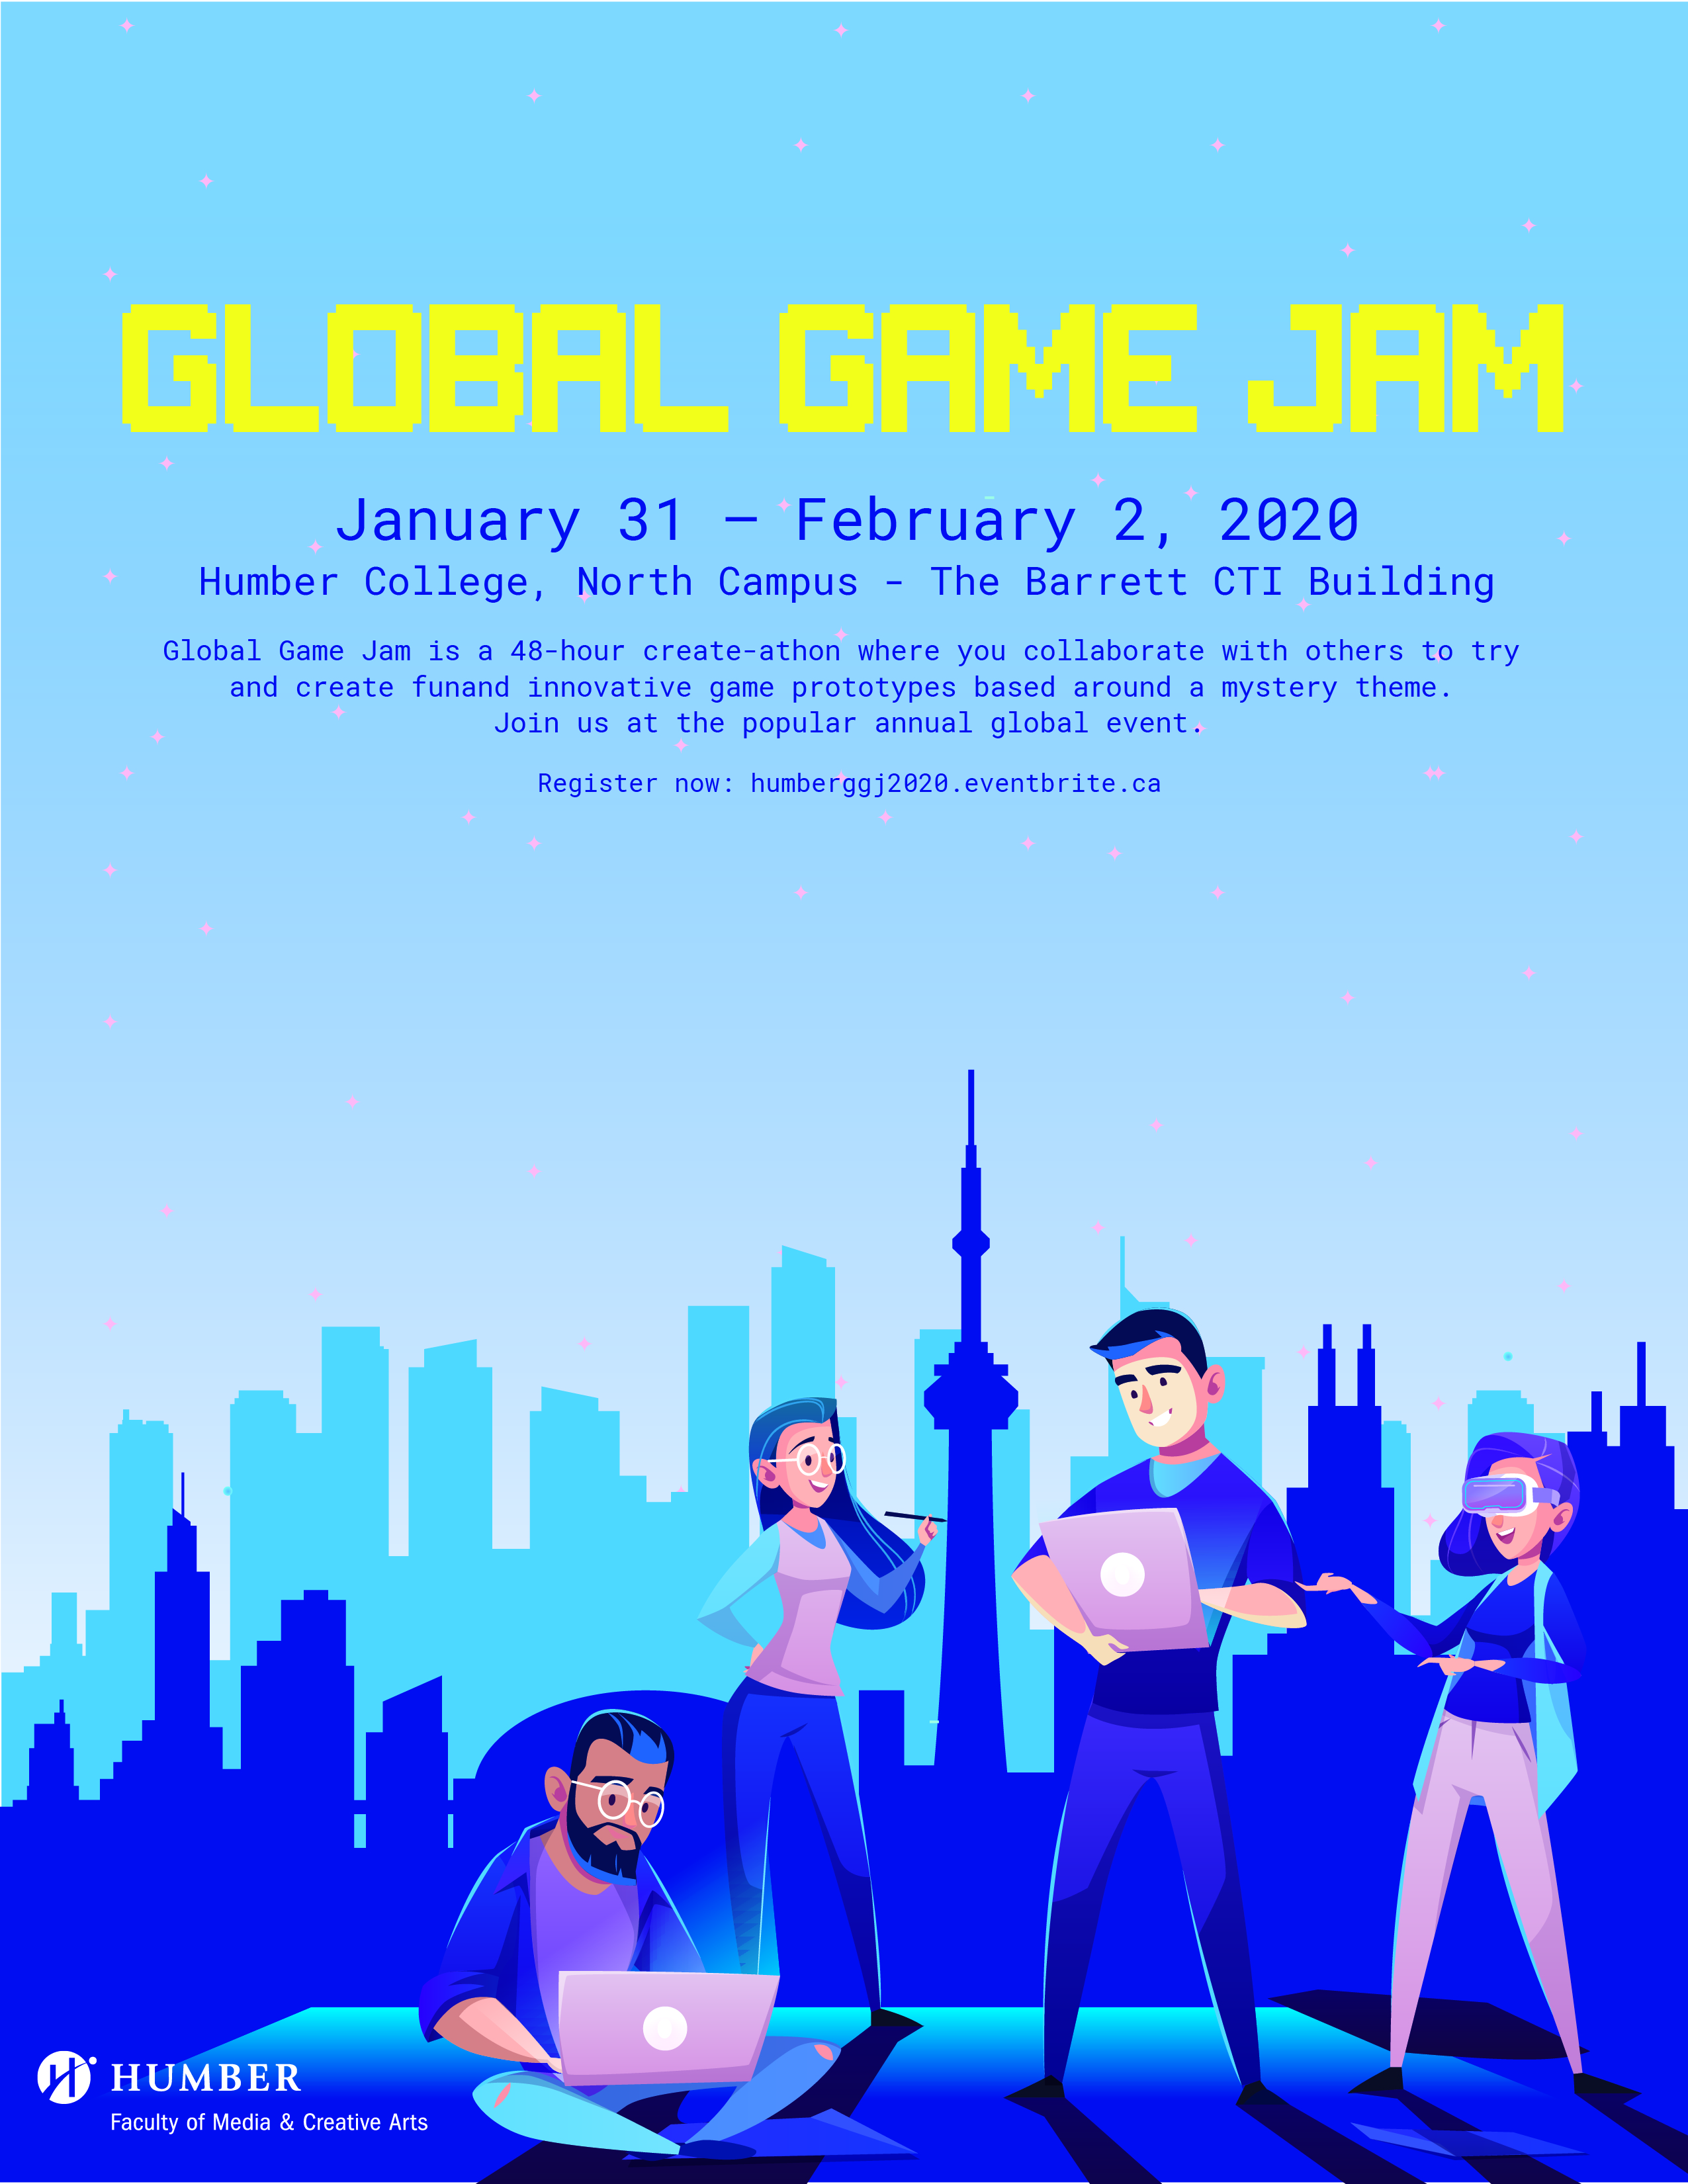 GLOBAL GAME JAM
January 31 – February 2, 2020
Humber College, North Campus - The Barrett CTI Building
Global Game Jam is a 48-hour create-athon where you collaborate with others to try
and create funand innovative game prototypes based around a mystery theme.
Join us at the popular annual global event.
Register now: humberggj2020.eventbrite.ca
HUMBER
Faculty of Media & Creative Arts